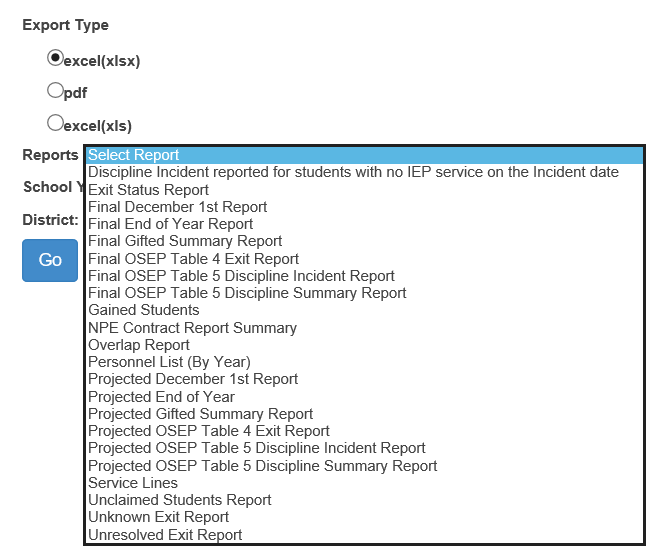 Export Type
excel(xlsx)
pdf
excel(xls)
Reports Select Report
Discipline Incident reported for students with no IEP service on the Incident date
School Y
Exit Status Report
Final December 1st Report
District:
Final End of Year Report
Final Gifted Summary Report
Go
Final OSEP Table 4 Exit Report
Final OSEP Table 5 Discipline Incident Report
Final OSEP Table 5 Discipline Summary Report
Gained Students
NPE Contract Report Summary
Overlap Report
Personnel List (By Year)
Projected December 1st Report
Projected End of Year
Projected Gifted Summary Report
Projected OSEP Table 4 Exit Report
Projected OSEP Table 5 Discipline Incident Report
Projected OSEP Table 5 Discipline Summary Report
Service Lines
Unclaimed Students Report
Unknown Exit Report
Unresolved Exit Report